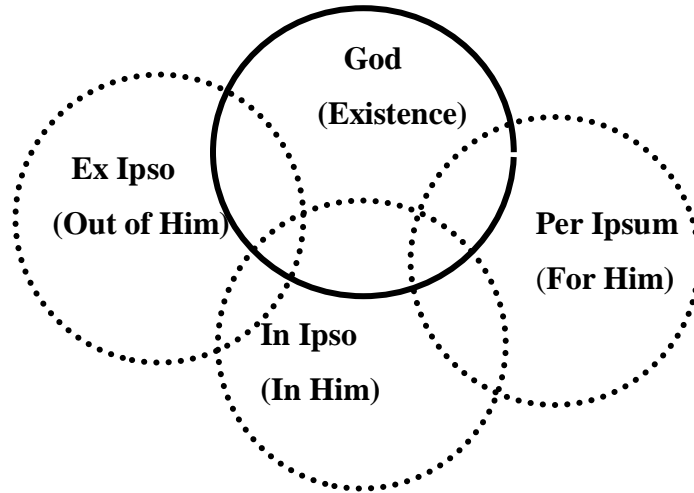 God
(Existence)
Ex Ipso
(Out of Him)
Per Ipsum
(For Him)
In Ipso
(In Him)